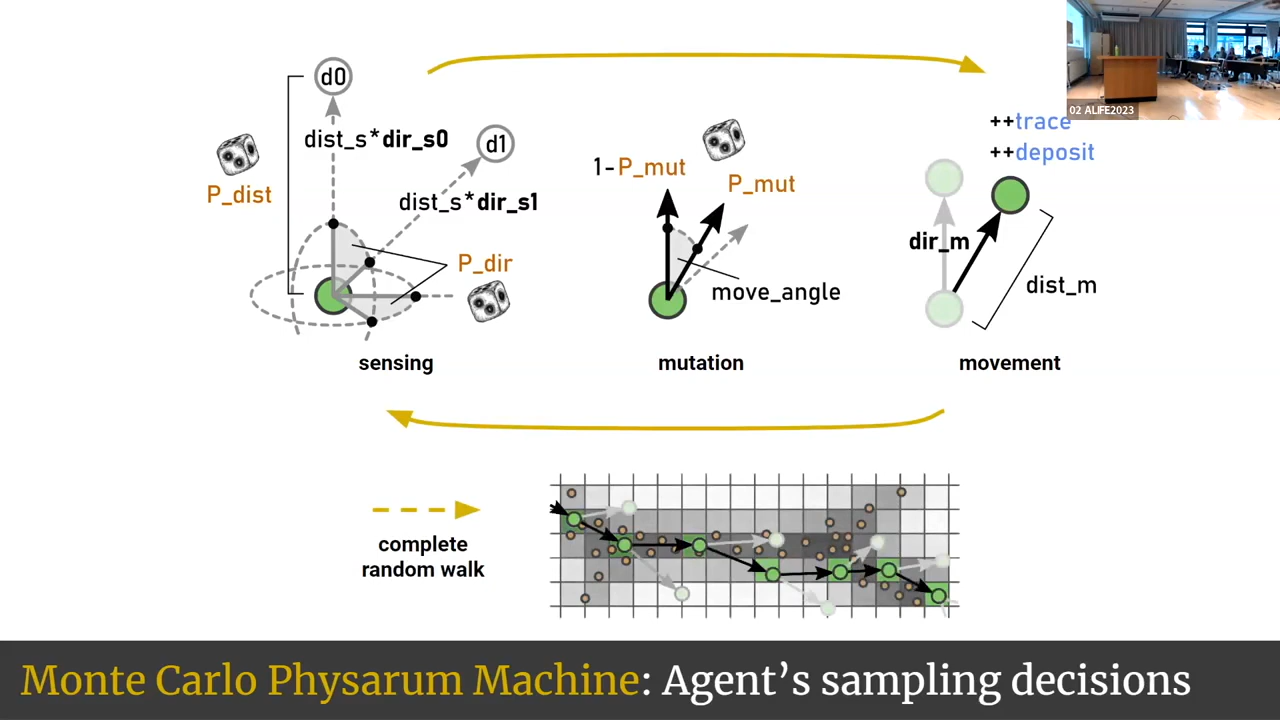 02 ALIFE2023
d0
dist_s*dir_s0
d1
P_dist
dist_s*dir_s1
P_dir
sensing
1-P_mut
P_mut
move_angle
mutation
++trace
++deposit
dir_m
dist_m
movement
complete
random walk
Monte Carlo Physarum Machine: Agent's sampling decisions